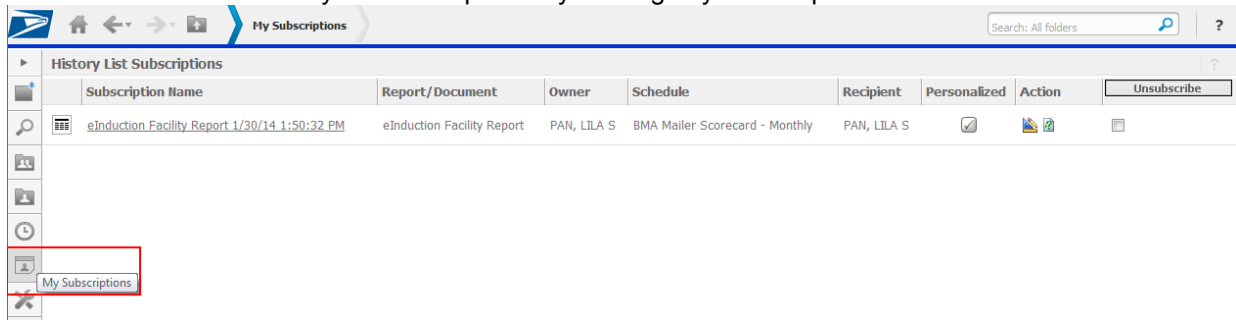 My Subscriptions
Search: All folders
?
History List Subscriptions
?
Subscription Name Report/Document Owner Schedule Recipient Personalized Action Unsubscribe
eInduction Facility Report 1/30/14 1:50:32 PM eInduction Facility Report PAN, LILA S BMA Mailer Scorecard - Monthly PAN, LILA S
My Subscriptions